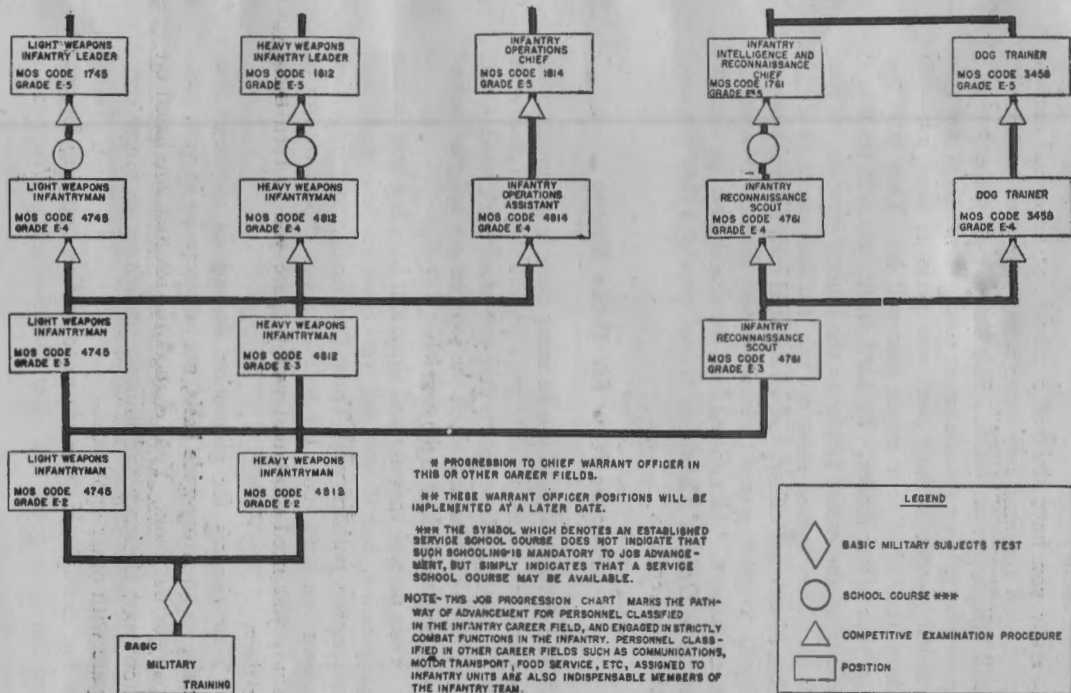 LIGHT WEAPONS
INFANTRY LEADER
MOS CODE 1745
GRADE E-5
HEAVY WEAPONS
INFANTRY LEADER
MOS CODE 1812
GRADE E-5
INFANTRY
OPERATIONS
CHIEF
MOS CODE 1814
GRADE E5
INFANTRY
INTELLIGENCE AND
RECONNAISSANCE
CHIEF
MOS CODE 1761
GRADE E-5
DOG TRAINER
MOS CODE 3458
GRADE E-5
LIGHT WEAPONS
INFANTRYMAN
MOS CODE 4745
GRADE E-4
HEAVY WEAPONS
INFANTRYMAN
MOS CODE 4812
GRADE E-4
INFANTRY
OPERATIONS
ASSISTANT
MOS CODE 4814
GRADE E-4
INFANTRY
RECONNAISSANCE
SCOUT
MOS CODE 4761
GRADE E4
DOG TRAINER
MOS CODE 3458
GRADE E-4
LIGHT WEAPONS
INFANTRYMAN
MOS CODE 4745
GRADE E-3
HEAVY WEAPONS
INFANTRYMAN
MOS CODE 4812
GRADE E-3
INFANTRY
RECONNAISSANCE
SCOUT
MOS CODE 4761
GRADE E 3
LIGHT WEAPONS
INFANTRYMAN
MOS CODE 4745
GRADE E-2
HEAVY WEAPONS
INFANTRYMAN
MOS CODE 4812
GRADE E-2
BASIC
MILITARY
TRAINING
* PROGRESSION TO CHIEF WARRANT OFFICER IN
THIS OR OTHER CAREER FIELDS.
** THESE WARRANT OFFICER POSITIONS WILL BE
IMPLEMENTED AT A LATER DATE.
*** THE SYMBOL WHICH DENOTES AN ESTABLISHED
SERVICE SCHOOL COURSE DOES NOT INDICATE THAT
SUCH SCHOOLING IS MANDATORY TO JOB ADVANCE-
MENT, BUT SIMPLY INDICATES THAT A SERVICE
SCHOOL COURSE MAY BE AVAILABLE.
NOTE- THIS JOB PROGRESSION CHART MARKS THE PATH-
WAY OF ADVANCEMENT FOR PERSONNEL CLASSIFIED
IN THE INFANTRY CAREER FIELD, AND ENGAGED IN STRICTLY
COMBAT FUNCTIONS IN THE INFANTRY. PERSONNEL CLASS-
IFIED IN OTHER CAREER FIELDS SUCH AS COMMUNICATIONS,
MOTOR TRANSPORT, FOOD SERVICE, ETC, ASSIGNED TO
INFANTRY UNITS ARE ALSO INDISPENSABLE MEMBERS OF
THE INFANTRY TEAM.
LEGEND
BASIC MILITARY SUBJECTS TEST
SCHOOL COURSE ***
COMPETITIVE EXAMINATION PROCEDURE
POSITION